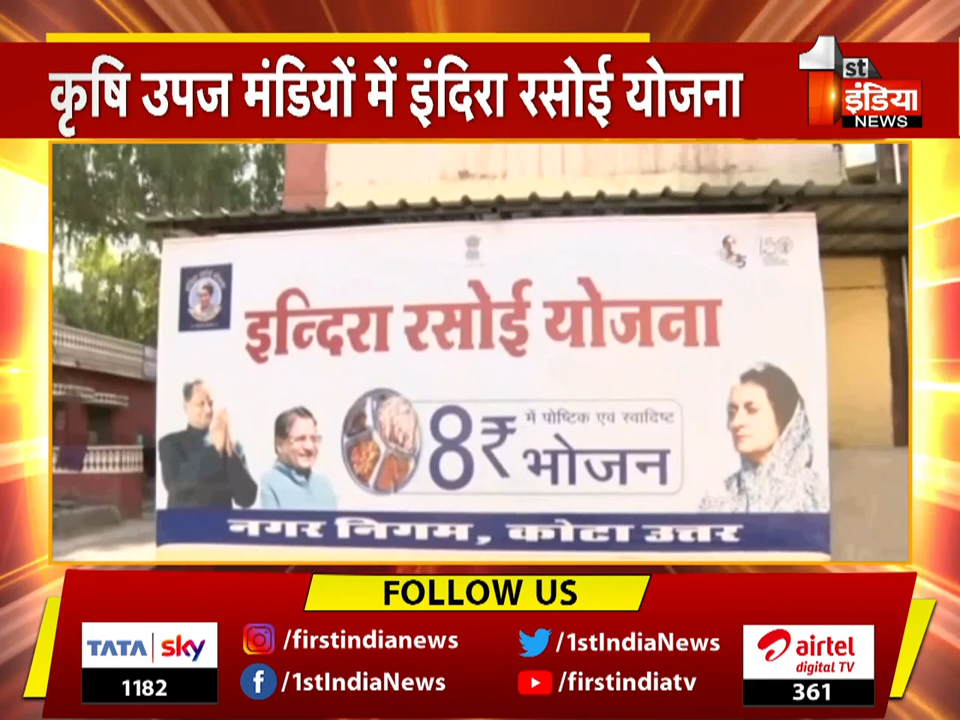 कृषि उपज मंडियों में इंदिरा रसोई योजना
1st
इंडिया
NEWS
इन्दिरा रसोई योजना
8₹ में पोष्टिक एवं स्वादिष्ट
भोजन
नगर निगम, कोटा उत्तर
FOLLOW US
TATA sky
1182
/firstindianews
/1stIndiaNews
/1stIndiaNews
/firstindiatv
airtel
digital TV
361